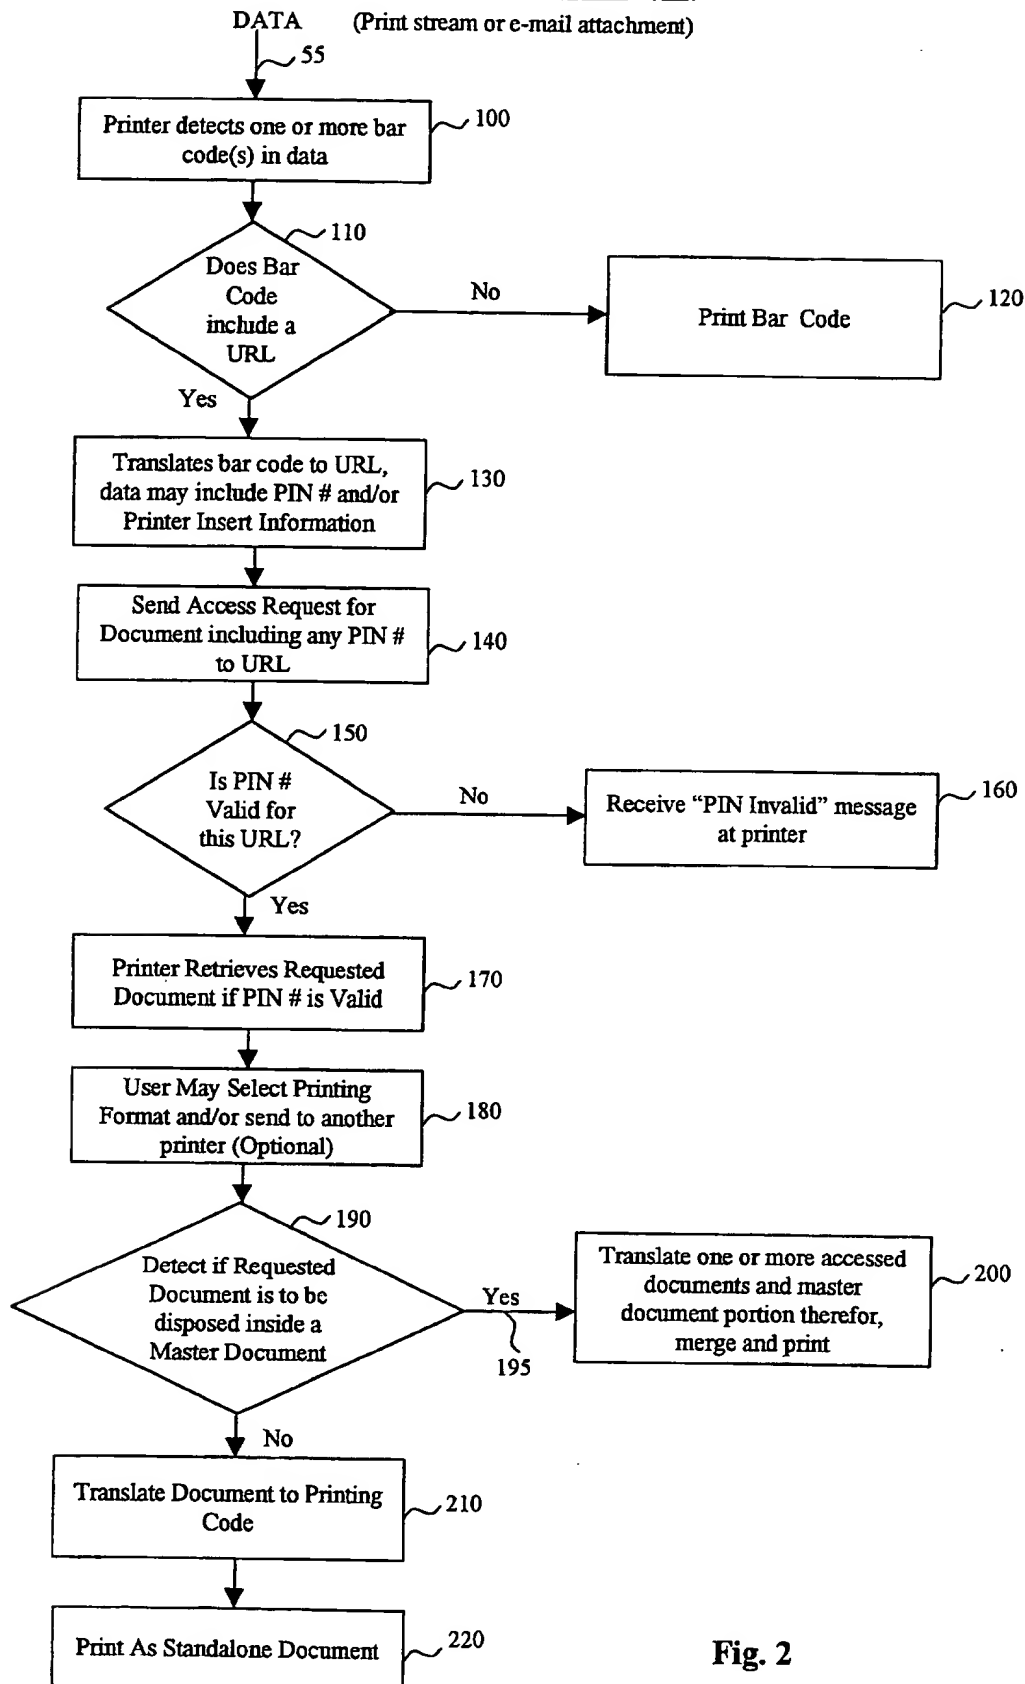 DATA (Print stream or e-mail attachment)
55
Printer detects one or more bar
code(s) in data
100
110
Does Bar
Code
include a
URL
No
Print Bar Code
120
Yes
Translates bar code to URL,
data may include PIN # and/or
Printer Insert Information
130
Send Access Request for
Document including any PIN #
to URL
140
150
Is PIN #
Valid for
this URL?
No
Receive “PIN Invalid” message
at printer
160
Yes
Printer Retrieves Requested
Document if PIN # is Valid
170
User May Select Printing
Format and/or send to another
printer (Optional)
180
190
Detect if Requested
Document is to be
disposed inside a
Master Document
Yes
195
Translate one or more accessed
documents and master
document portion therefor,
merge and print
200
No
Translate Document to Printing
Code
210
Print As Standalone Document
220
Fig. 2